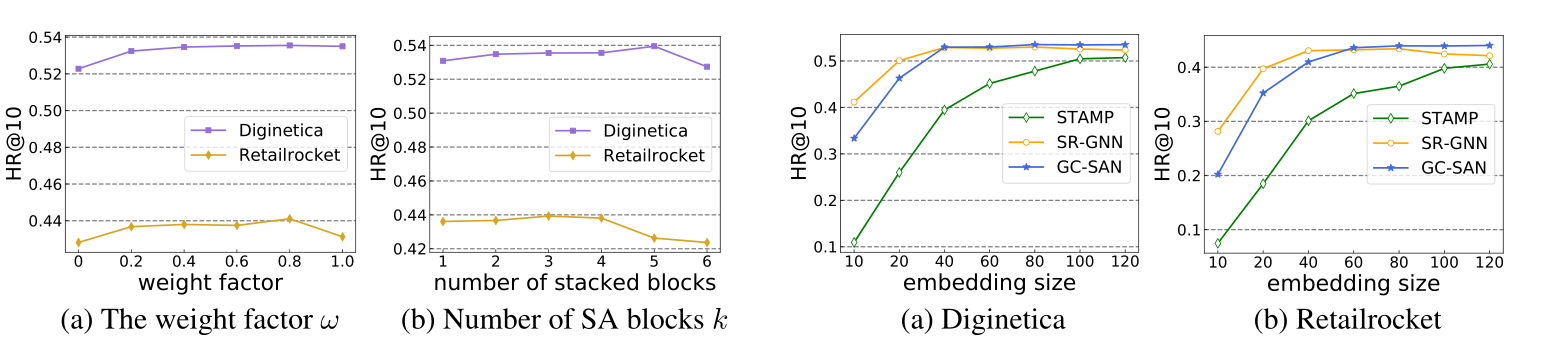 0.54
0.52
0.50
0.48
0.46
0.44
HR@10
Diginetica
Retailrocket
0 0.2 0.4 0.6 0.8 1.0
weight factor
(a) The weight factor ω
0.54
0.52
0.50
0.48
0.46
0.44
0.42
HR@10
Diginetica
Retailrocket
1 2 3 4 5 6
number of stacked blocks
(b) Number of SA blocks k
0.5
0.4
0.3
0.2
0.1
HR@10
STAMP
SR-GNN
GC-SAN
10 20 40 60 80 100 120
embedding size
(a) Diginetica
0.4
0.3
0.2
0.1
HR@10
STAMP
SR-GNN
GC-SAN
10 20 40 60 80 100 120
embedding size
(b) Retailrocket